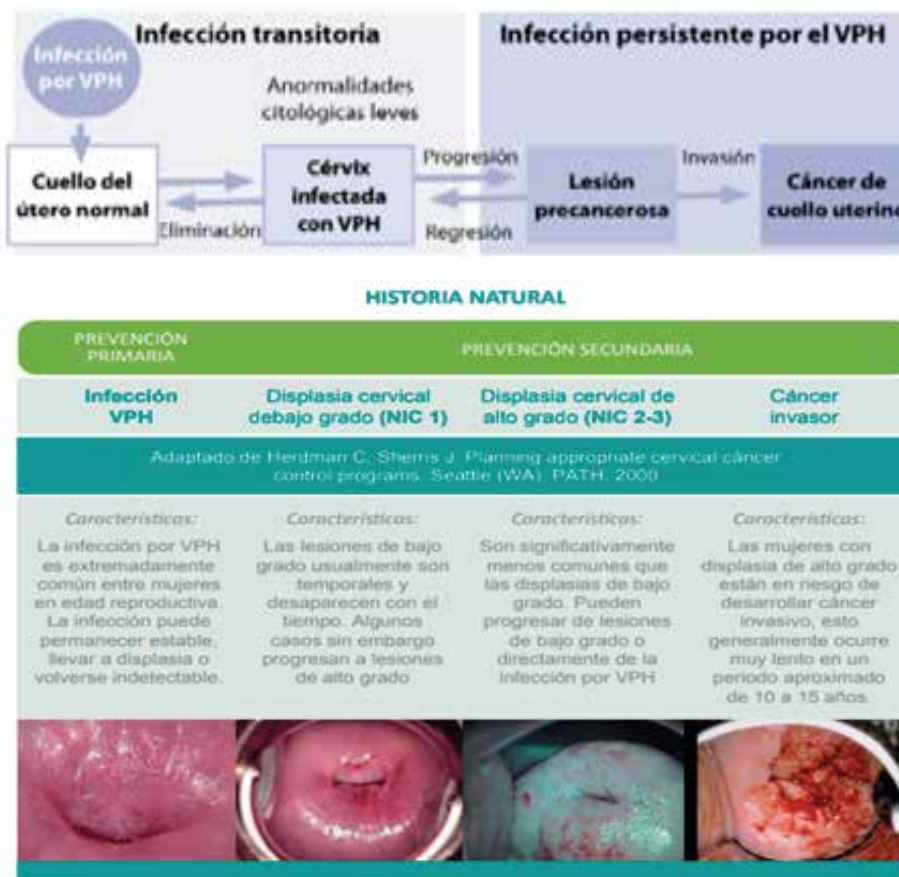 Infección transitoria
Infección persistente por el VPH
Infección
por VPH
Anormalidades
citológicas leves
Cuello del
útero normal
Eliminación
Cérvix
infectada
con VPH
Progresión
Regresión
Lesión
precancerosa
Invasión
Cáncer de
cuello uterino
HISTORIA NATURAL
PREVENCIÓN
PRIMARIA
PREVENCIÓN SECUNDARIA
Infección
VPH
Displasia cervical
debajo grado (NIC 1)
Displasia cervical de
alto grado (NIC 2-3)
Cáncer
invasor
Adaptado de Herdman C, Sherris J. Planning appropriate cervical cáncer
control programs. Seattle (WA). PATH. 2000
Características:
La infección por VPH
es extremadamente
común entre mujeres
en edad reproductiva.
La infección puede
permanecer estable,
llevar a displasia o
volverse indetectable.
Características:
Las lesiones de bajo
grado usualmente son
temporales y
desaparecen con el
tiempo. Algunos
casos sin embargo
progresan a lesiones
de alto grado
Características:
Son significativamente
menos comunes que
las displasias de bajo
grado. Pueden
progresar de lesiones
de bajo grado o
directamente de la
infección por VPH
Características:
Las mujeres con
displasia de alto grado
están en riesgo de
desarrollar cáncer
invasivo, esto
generalmente ocurre
muy lento en un
período aproximado
de 10 a 15 años.